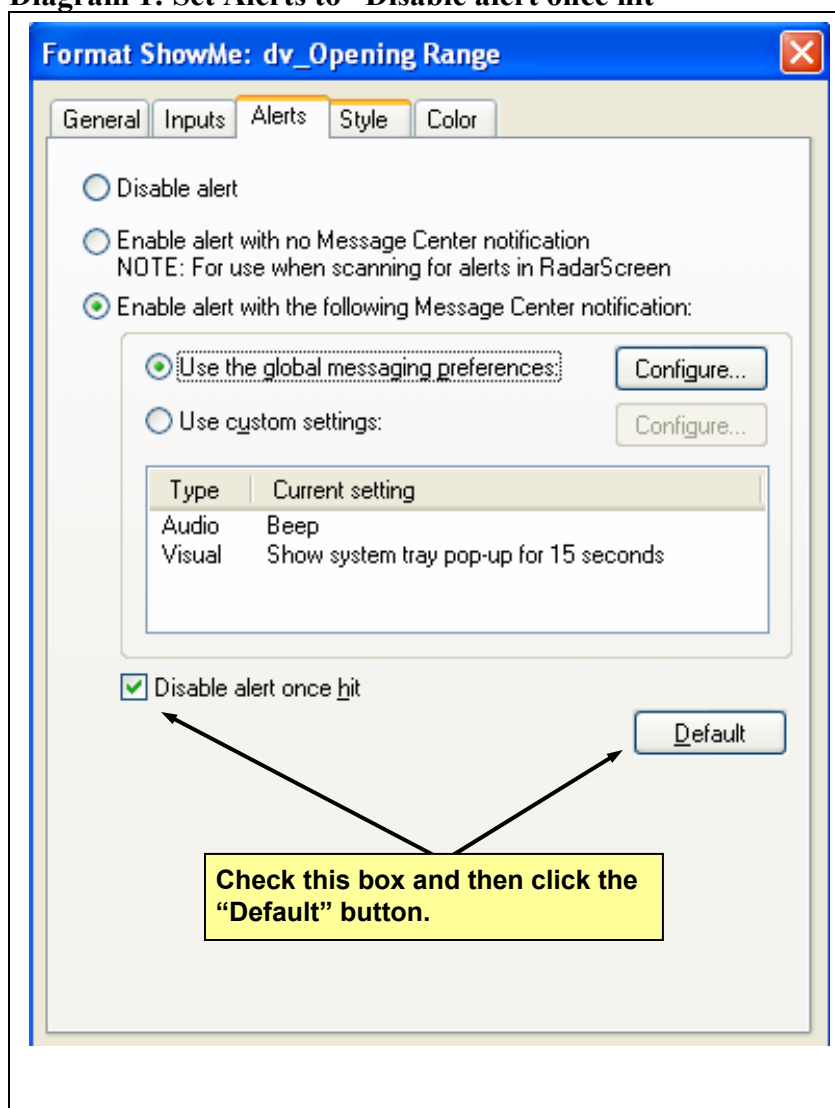 Diagram 1: Set Alerts to "Disable alert once hit"
Format ShowMe: dv_Opening Range
General Inputs Alerts Style Color
Disable alert
Enable alert with no Message Center notification
NOTE: For use when scanning for alerts in RadarScreen
Enable alert with the following Message Center notification:
Use the global messaging preferences: Configure...
Use custom settings: Configure...
Type Current setting
Audio Beep
Visual Show system tray pop-up for 15 seconds
Disable alert once hit
Default
Check this box and then click the
“Default” button.